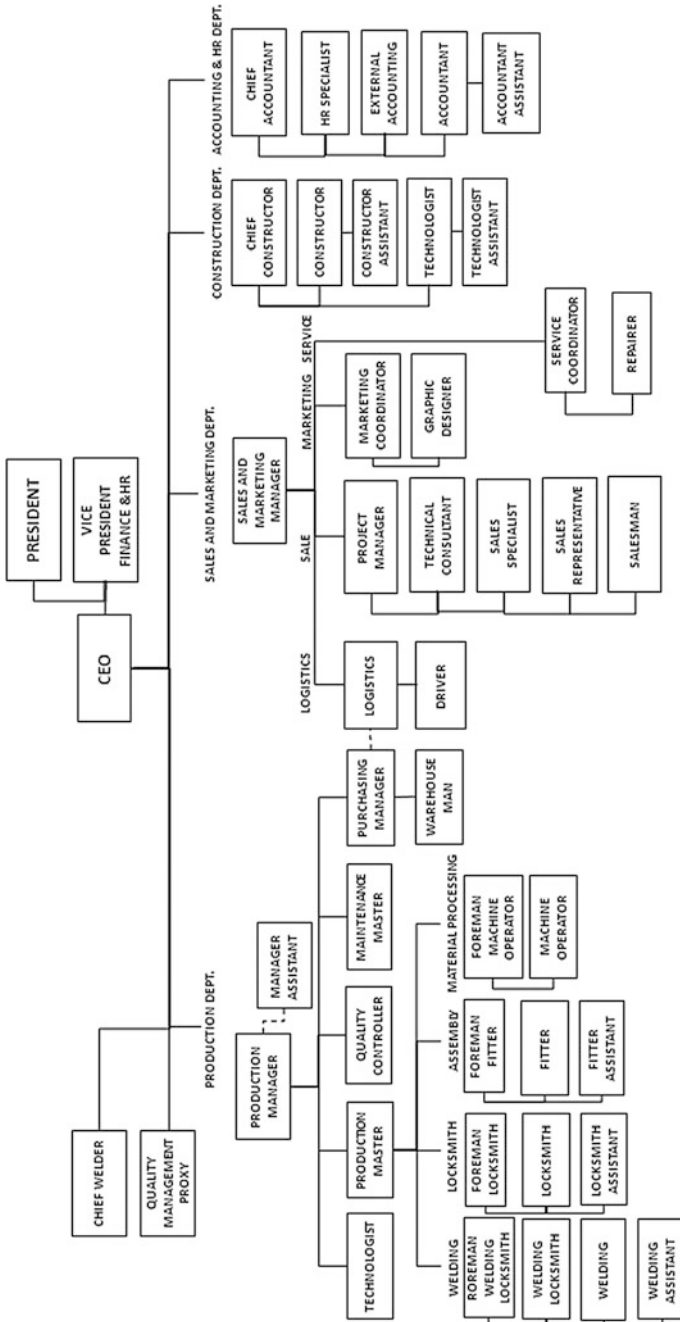 PRESIDENT
VICE
PRESIDENT
FINANCE &HR
CEO
CHIEF WELDER
QUALITY
MANAGEMENT
PROXY
PRODUCTION DEPT.
SALES AND MARKETING DEPT.
CONSTRUCTION DEPT.
ACCOUNTING & HR DEPT.
PRODUCTION
MANAGER
MANAGER
ASSISTANT
TECHNOLOGIST
PRODUCTION
MASTER
QUALITY
CONTROLLER
MAINTENANCE
MASTER
PURCHASING
MANAGER
WAREHOUSE
MAN
WELDING
ROREMAN
WELDING
LOCKSMITH
WELDING
LOCKSMITH
WELDING
WELDING
ASSISTANT
LOCKSMITH
FOREMAN
LOCKSMITH
LOCKSMITH
LOCKSMITH
ASSISTANT
ASSEMBLY
FOREMAN
FITTER
FITTER
FITTER
ASSISTANT
MATERIAL PROCESSING
FOREMAN
MACHINE
OPERATOR
MACHINE
OPERATOR
SALES AND
MARKETING
MANAGER
LOGISTICS
LOGISTICS
DRIVER
SALE
PROJECT
MANAGER
TECHNICAL
CONSULTANT
SALES
SPECIALIST
SALES
REPRESENTATIVE
SALESMAN
MARKETING
MARKETING
COORDINATOR
GRAPHIC
DESIGNER
SERVICE
SERVICE
COORDINATOR
REPAIRER
CHIEF
CONSTRUCTOR
CONSTRUCTOR
CONSTRUCTOR
ASSISTANT
TECHNOLOGIST
TECHNOLOGIST
ASSISTANT
CHIEF
ACCOUNTANT
HR SPECIALIST
EXTERNAL
ACCOUNTING
ACCOUNTANT
ACCOUNTANT
ASSISTANT